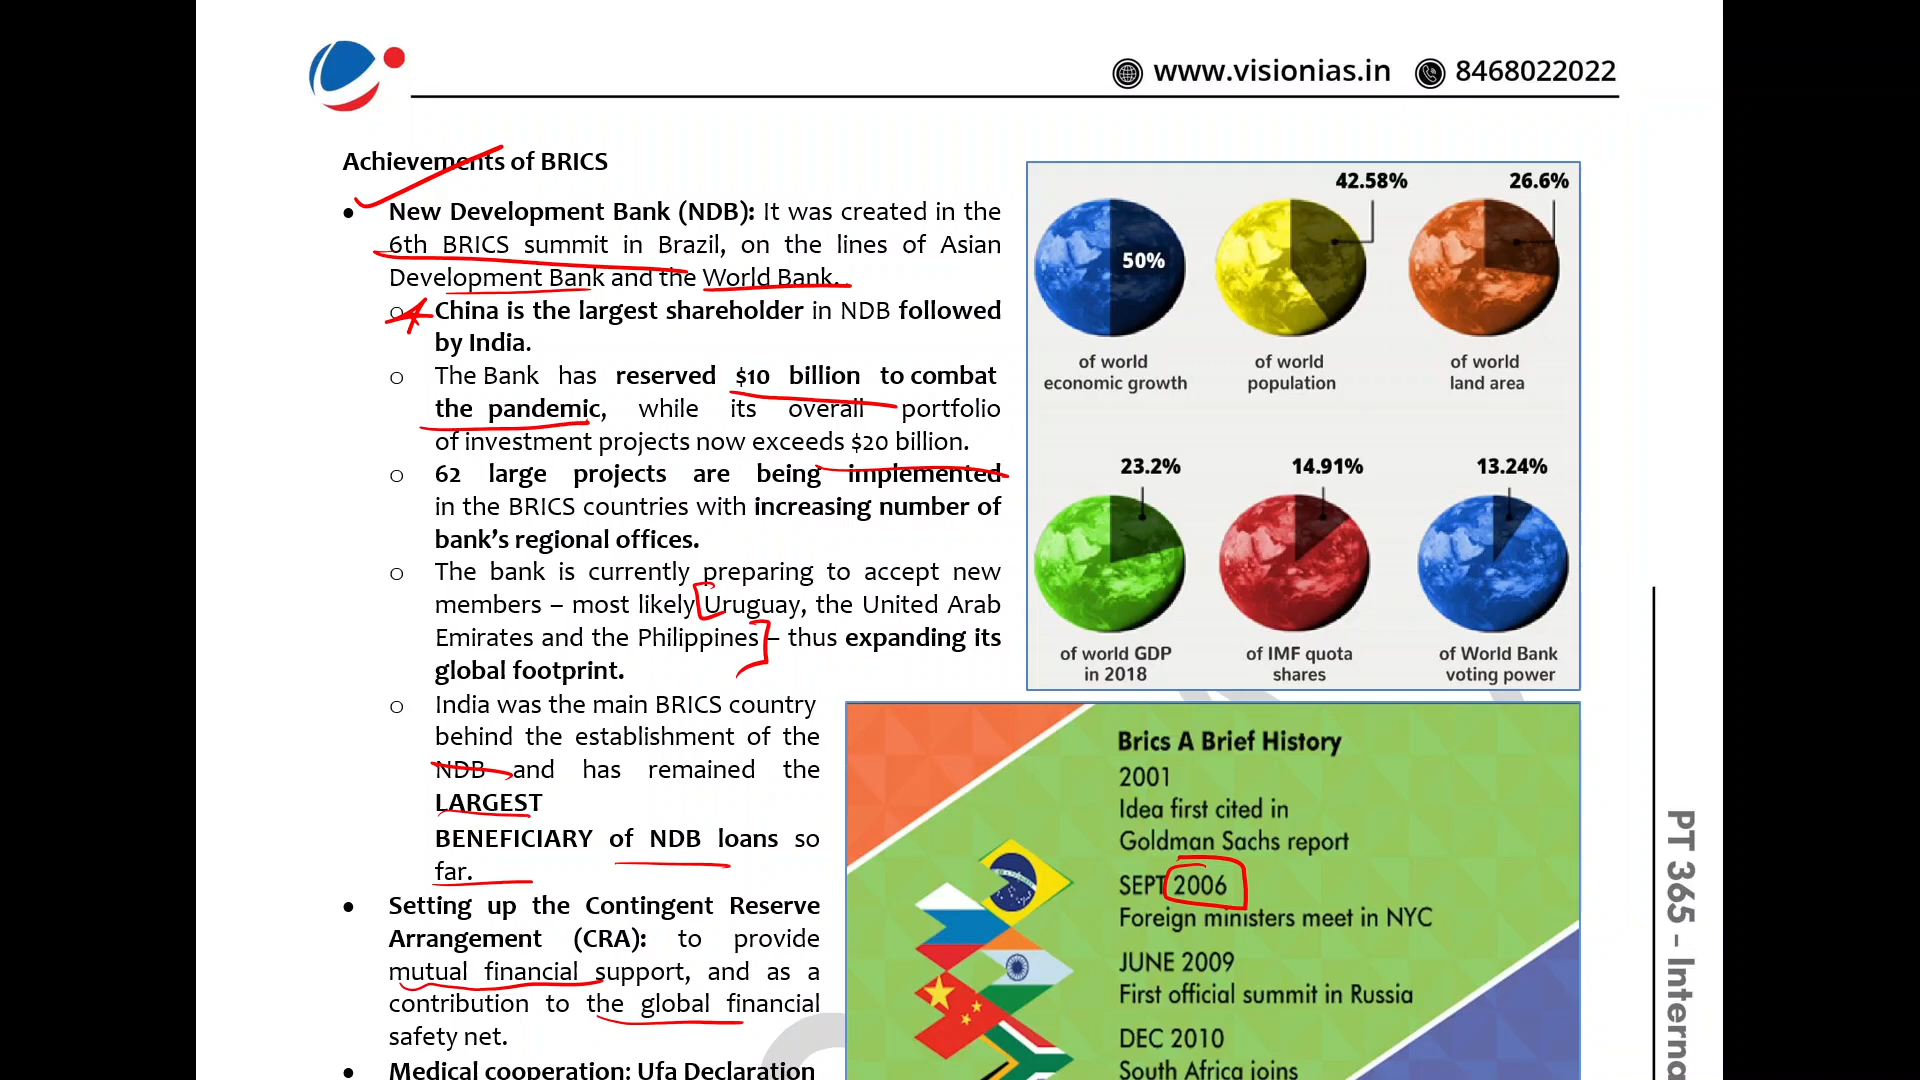 www.visionias.in 8468022022
Achievements of BRICS
• New Development Bank (NDB): It was created in the
6th BRICS summit in Brazil, on the lines of Asian
Development Bank and the World Bank.
o China is the largest shareholder in NDB followed
by India.
o The Bank has reserved $10 billion to combat
the pandemic, while its overall portfolio
of investment projects now exceeds $20 billion.
o 62 large projects are being implemented
in the BRICS countries with increasing number of
bank's regional offices.
o The bank is currently preparing to accept new
members – most likely Uruguay, the United Arab
Emirates and the Philippines – thus expanding its
global footprint.
o India was the main BRICS country
behind the establishment of the
NDB and has remained the
LARGEST
BENEFICIARY of NDB loans so
far.
• Setting up the Contingent Reserve
Arrangement (CRA): to provide
mutual financial support, and as a
contribution to the global financial
safety net.
• Medical cooperation: Ufa Declaration
50%
of world
economic growth
42.58%
of world
population
26.6%
of world
land area
23.2%
of world GDP
in 2018
14.91%
of IMF quota
shares
13.24%
of World Bank
voting power
Brics A Brief History
2001
Idea first cited in
Goldman Sachs report
SEPT 2006
Foreign ministers meet in NYC
JUNE 2009
First official summit in Russia
DEC 2010
South Africa joins
PT 365 - Interna